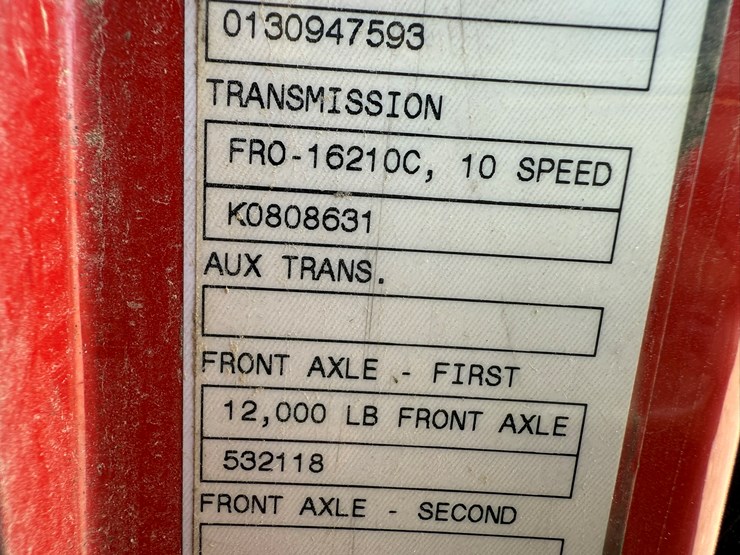 0130947593
TRANSMISSION
FRO-16210C, 10 SPEED
K0808631
AUX TRANS.
FRONT AXLE - FIRST
12,000 LB FRONT AXLE
532118
FRONT AXLE - SECOND